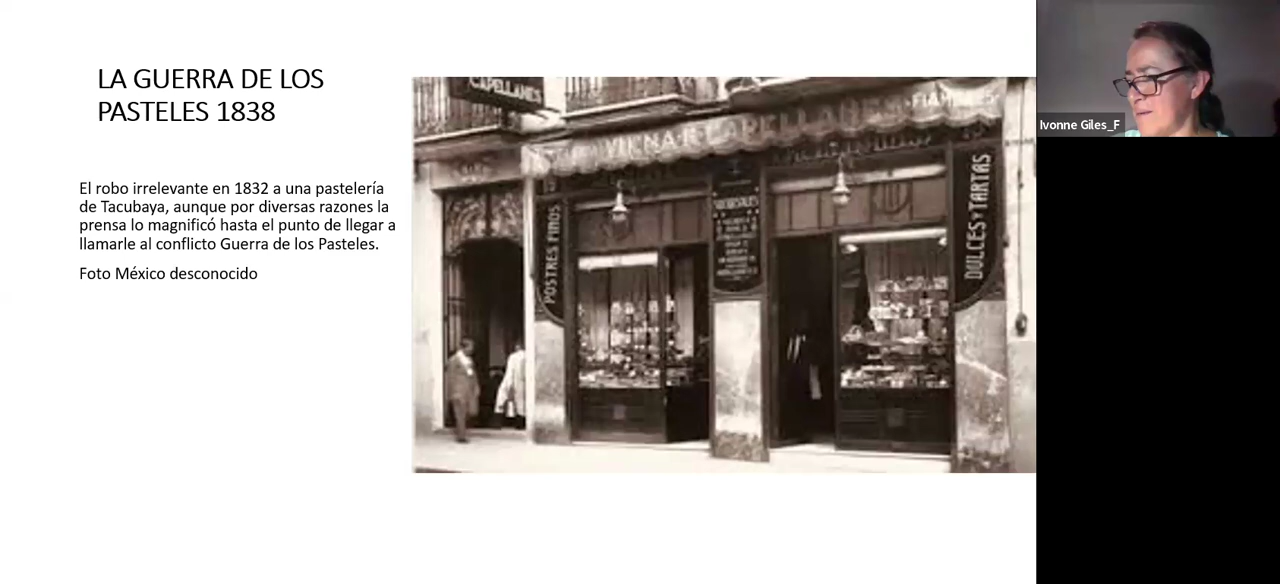 LA GUERRA DE LOS
PASTELES 1838
El robo irrelevante en 1832 a una pastelería
de Tacubaya, aunque por diversas razones la
prensa lo magnificó hasta el punto de llegar a
llamarle al conflicto Guerra de los Pasteles.
Foto México desconocido
CAPELLANES
VIENA CAPELLANES
FIAMBRES
POSTRES FINOS
SUCURSALES
DULCES Y TARTAS
Ivonne Giles_F